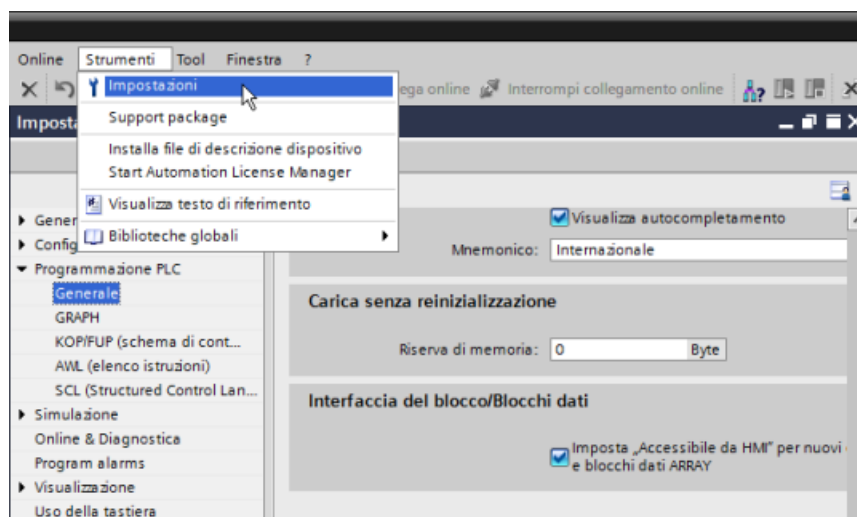 Online Strumenti Tool Finestra ?
Impostazioni
ega online Interrompi collegamento online
Support package
Imposta
Installa file di descrizione dispositivo
Start Automation License Manager
Visualizza testo di riferimento
Biblioteche globali
Gener
Config
Programmazione PLC
Generale
GRAPH
KOP/FUP (schema di cont...
AWL (elenco istruzioni)
SCL (Structured Control Lan...
Simulazione
Online & Diagnostica
Program alarms
Visualizzazione
Uso della tastiera
Visualizza autocompletamento
Mnemonico: Internazionale
Carica senza reinizializzazione
Riserva di memoria: 0 Byte
Interfaccia del blocco/Blocchi dati
Imposta „Accessibile da HMI" per nuovi
e blocchi dati ARRAY